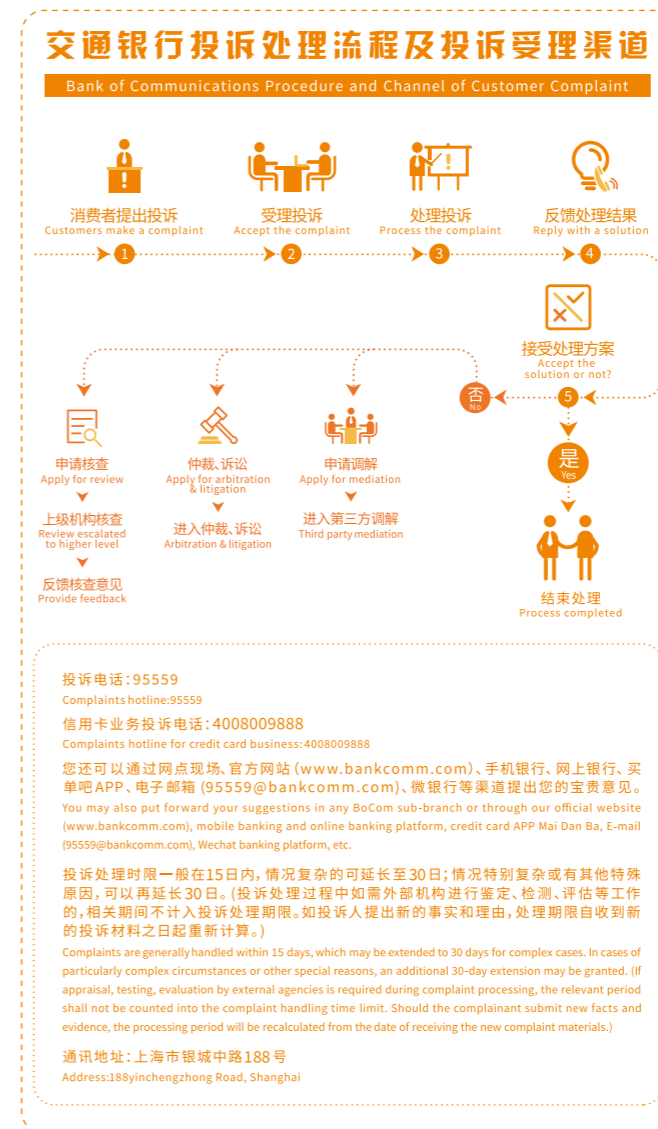 交通银行投诉处理流程及投诉受理渠道
Bank of Communications Procedure and Channel of Customer Complaint
消费者提出投诉
Customers make a complaint
受理投诉
Accept the complaint
处理投诉
Process the complaint
反馈处理结果
Reply with a solution
1
2
3
4
接受处理方案
Accept the
solution or not?
5
否
No
是
Yes
结束处理
Process completed
申请核查
Apply for review
上级机构核查
Review escalated
to higher level
反馈核查意见
Provide feedback
仲裁、诉讼
Apply for arbitration
& litigation
进入仲裁、诉讼
Arbitration & litigation
申请调解
Apply for mediation
进入第三方调解
Third party mediation
投诉电话：95559
Complaints hotline:95559
信用卡业务投诉电话：4008009888
Complaints hotline for credit card business:4008009888
您还可以通过网点现场、官方网站（www.bankcomm.com）、手机银行、网上银行、买
单吧APP、电子邮箱 (95559@bankcomm.com)、微银行等渠道提出您的宝贵意见。
You may also put forward your suggestions in any BoCom sub-branch or through our official website
(www.bankcomm.com), mobile banking and online banking platform, credit card APP Mai Dan Ba, E-mail
(95559@bankcomm.com), Wechat banking platform, etc.
投诉处理时限一般在15日内，情况复杂的可延长至30日；情况特别复杂或有其他特殊
原因，可以再延长30日。(投诉处理过程中如需外部机构进行鉴定、检测、评估等工作
的，相关期间不计入投诉处理期限。如投诉人提出新的事实和理由，处理期限自收到新
的投诉材料之日起重新计算。)
Complaints are generally handled within 15 days, which may be extended to 30 days for complex cases. In cases of
particularly complex circumstances or other special reasons, an additional 30-day extension may be granted. (If
appraisal, testing, evaluation by external agencies is required during complaint processing, the relevant period
shall not be counted into the complaint handling time limit. Should the complainant submit new facts and
evidence, the processing period will be recalculated from the date of receiving the new complaint materials.)
通讯地址：上海市银城中路188号
Address:188yinchengzhong Road, Shanghai